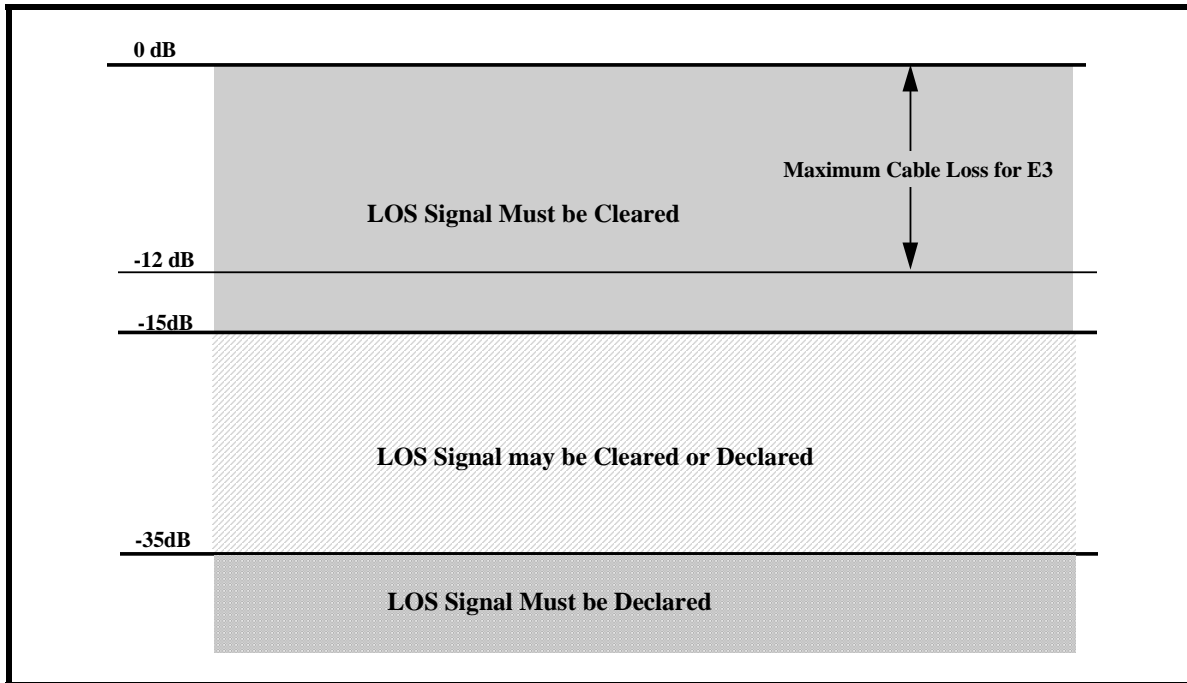 0 dB
Maximum Cable Loss for E3
LOS Signal Must be Cleared
-12 dB
-15dB
LOS Signal may be Cleared or Declared
-35dB
LOS Signal Must be Declared